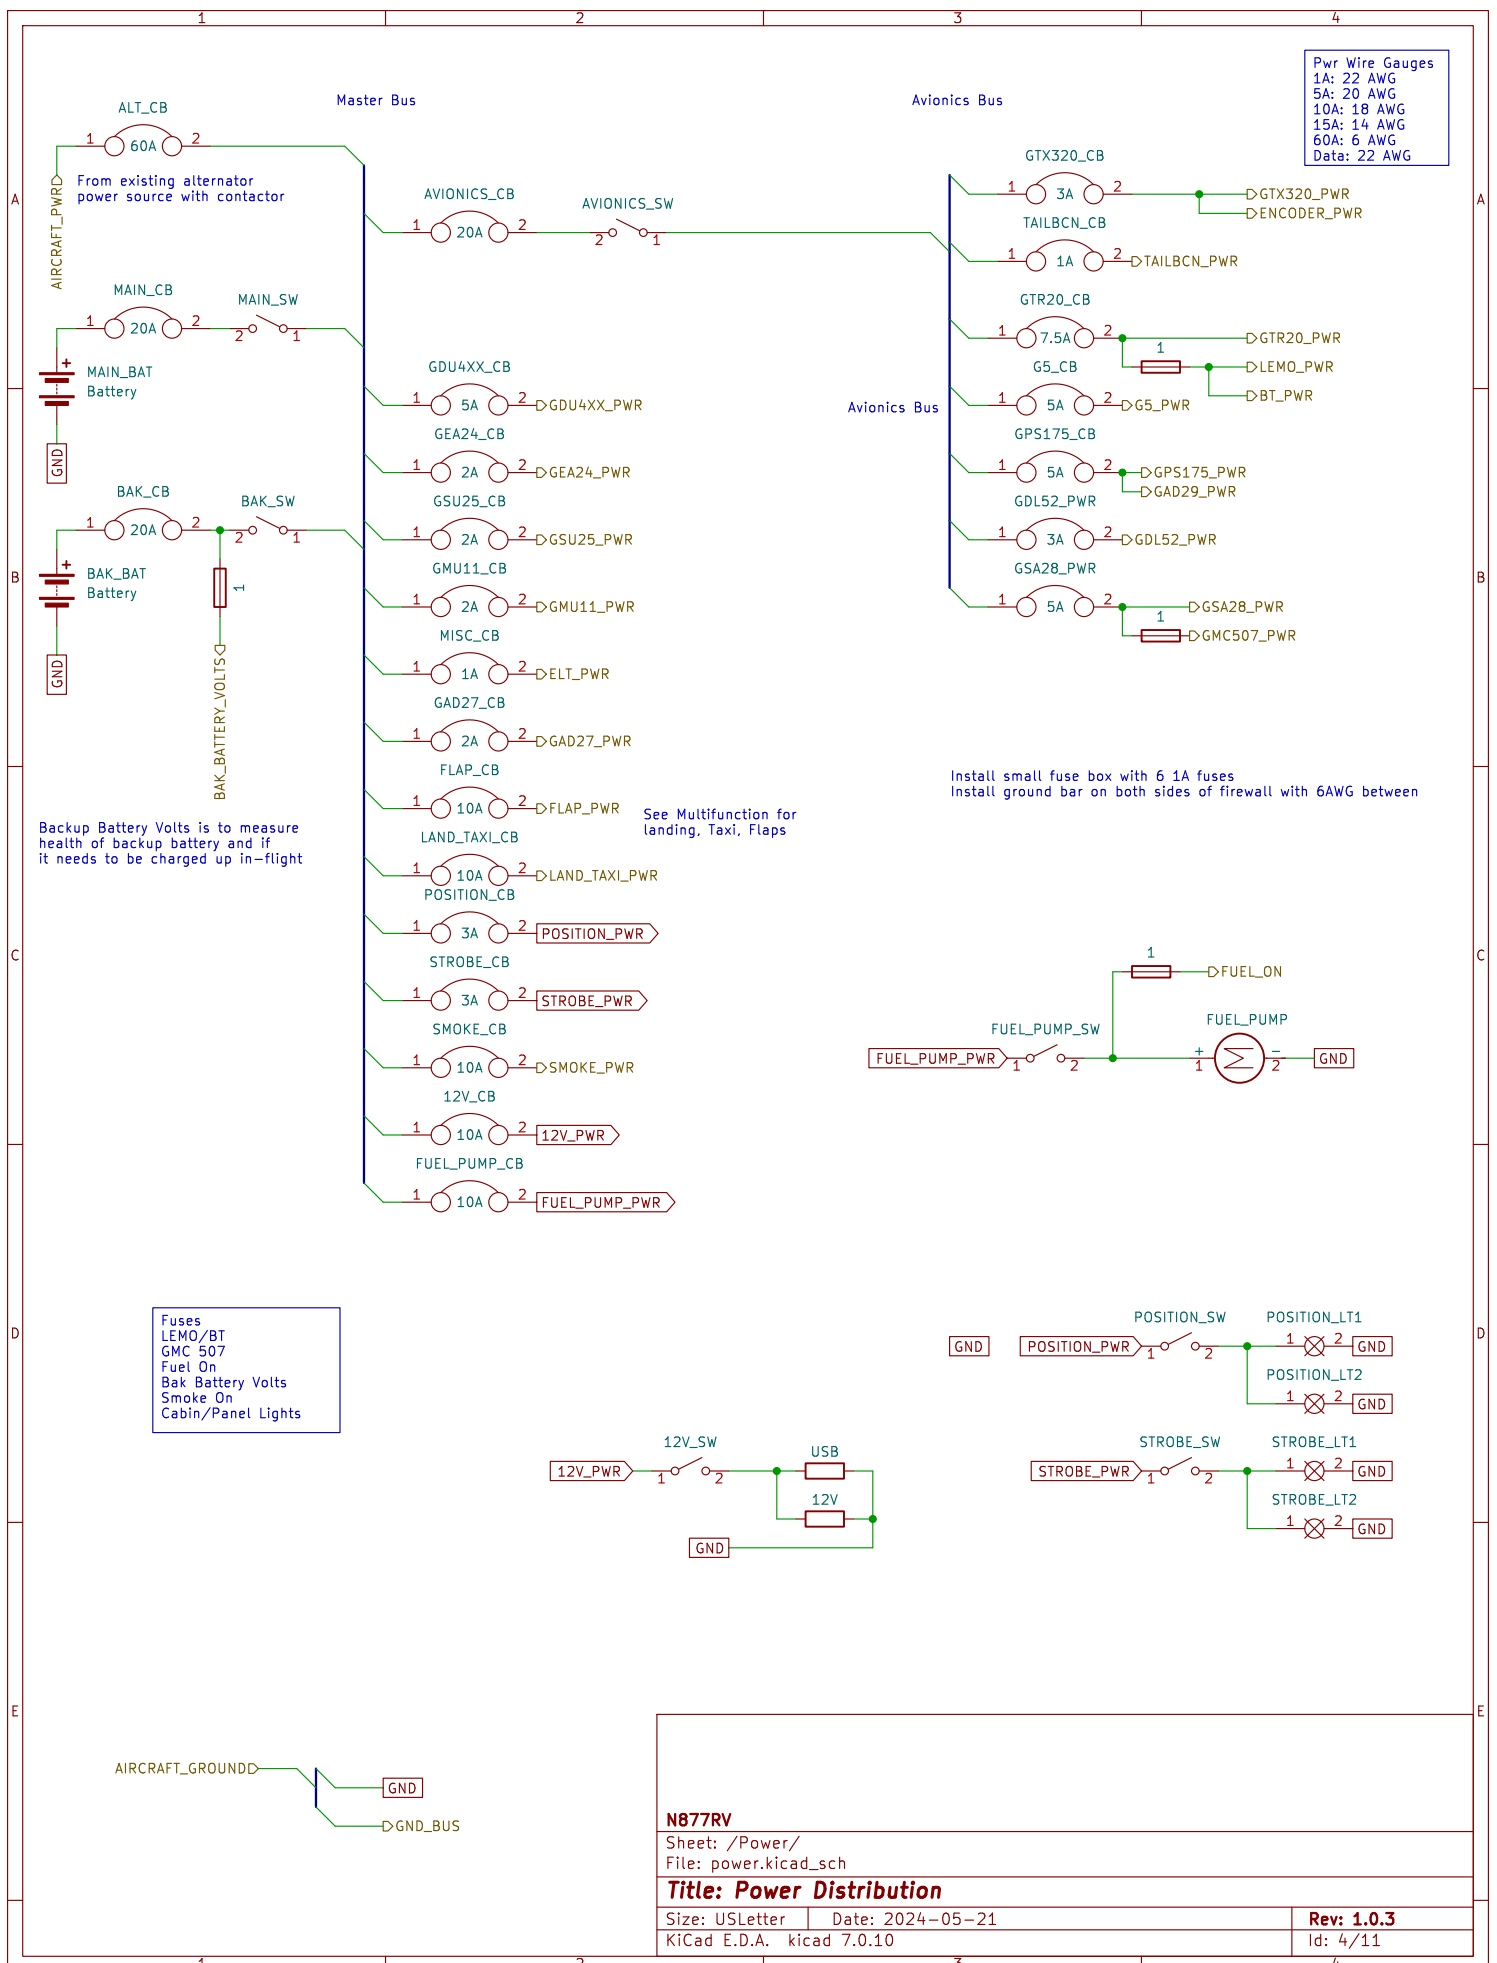 1
2
3
4
Master Bus
Avionics Bus
Pwr Wire Gauges
1A: 22 AWG
5A: 20 AWG
10A: 18 AWG
15A: 14 AWG
60A: 6 AWG
Data: 22 AWG
A
A
ALT_CB
1 60A 2
AIRCRAFT_PWR
From existing alternator
power source with contactor
AVIONICS_CB
1 20A 2
AVIONICS_SW
2 1
GTX320_CB
1 3A 2
GTX320_PWR
ENCODER_PWR
TAILBCN_CB
1 1A 2
TAILBCN_PWR
MAIN_CB
1 20A 2
MAIN_SW
2 1
+
MAIN_BAT
Battery
GND
GTR20_CB
1 7.5A 2
GTR20_PWR
1
LEMO_PWR
BT_PWR
GDU4XX_CB
1 5A 2
GDU4XX_PWR
Avionics Bus
G5_CB
1 5A 2
G5_PWR
GEA24_CB
1 2A 2
GEA24_PWR
GPS175_CB
1 5A 2
GPS175_PWR
GAD29_PWR
BAK_CB
1 20A 2
BAK_SW
2 1
+
BAK_BAT
Battery
GND
1
BAK_BATTERY_VOLTS
B
B
GSU25_CB
1 2A 2
GSU25_PWR
GDL52_PWR
1 3A 2
GDL52_PWR
GMU11_CB
1 2A 2
GMU11_PWR
GSA28_PWR
1 5A 2
GSA28_PWR
1
GMC507_PWR
MISC_CB
1 1A 2
ELT_PWR
GAD27_CB
1 2A 2
GAD27_PWR
FLAP_CB
1 10A 2
FLAP_PWR
Install small fuse box with 6 1A fuses
Install ground bar on both sides of firewall with 6AWG between
See Multifunction for
landing, Taxi, Flaps
Backup Battery Volts is to measure
health of backup battery and if
it needs to be charged up in-flight
LAND_TAXI_CB
1 10A 2
LAND_TAXI_PWR
POSITION_CB
1 3A 2
POSITION_PWR
C
C
STROBE_CB
1 3A 2
STROBE_PWR
SMOKE_CB
1 10A 2
SMOKE_PWR
1
FUEL_ON
FUEL_PUMP_SW
FUEL_PUMP_PWR
1 2
FUEL_PUMP
+ -
1 2
GND
12V_CB
1 10A 2
12V_PWR
FUEL_PUMP_CB
1 10A 2
FUEL_PUMP_PWR
D
D
Fuses
LEMO/BT
GMC 507
Fuel On
Bak Battery Volts
Smoke On
Cabin/Panel Lights
GND
POSITION_SW
POSITION_PWR
1 2
POSITION_LT1
1 2
GND
POSITION_LT2
1 2
GND
12V_SW
12V_PWR
1 2
USB
12V
GND
STROBE_SW
STROBE_PWR
1 2
STROBE_LT1
1 2
GND
STROBE_LT2
1 2
GND
E
E
AIRCRAFT_GROUND
GND
GND_BUS
N877RV
Sheet: /Power/
File: power.kicad_sch
Title: Power Distribution
Size: USLetter
Date: 2024-05-21
Rev: 1.0.3
KiCad E.D.A. kicad 7.0.10
Id: 4/11
1
2
3
4